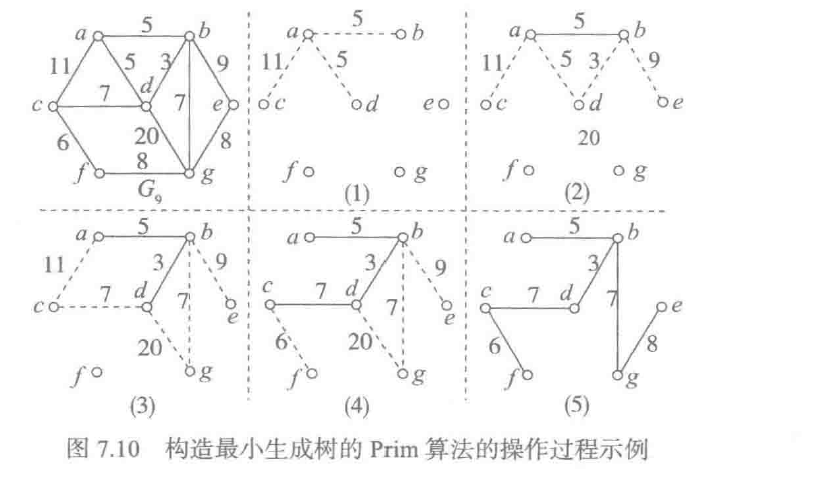 5 5 5
a b a b a b
11 5 3 9 11 5 11 5 3 9
d
c 7 7 e c d e c d e
6 20 8 20
8
f g f g f g
G₉ (1) (2)
5 5 5
a b a b a b
11 3 9 3 9 3
c 7 d 7 c 7 d 7 c 7 d 7 e
e e
20 6 20 6 8
f g f g f g
(3) (4) (5)
图 7.10 构造最小生成树的 Prim 算法的操作过程示例